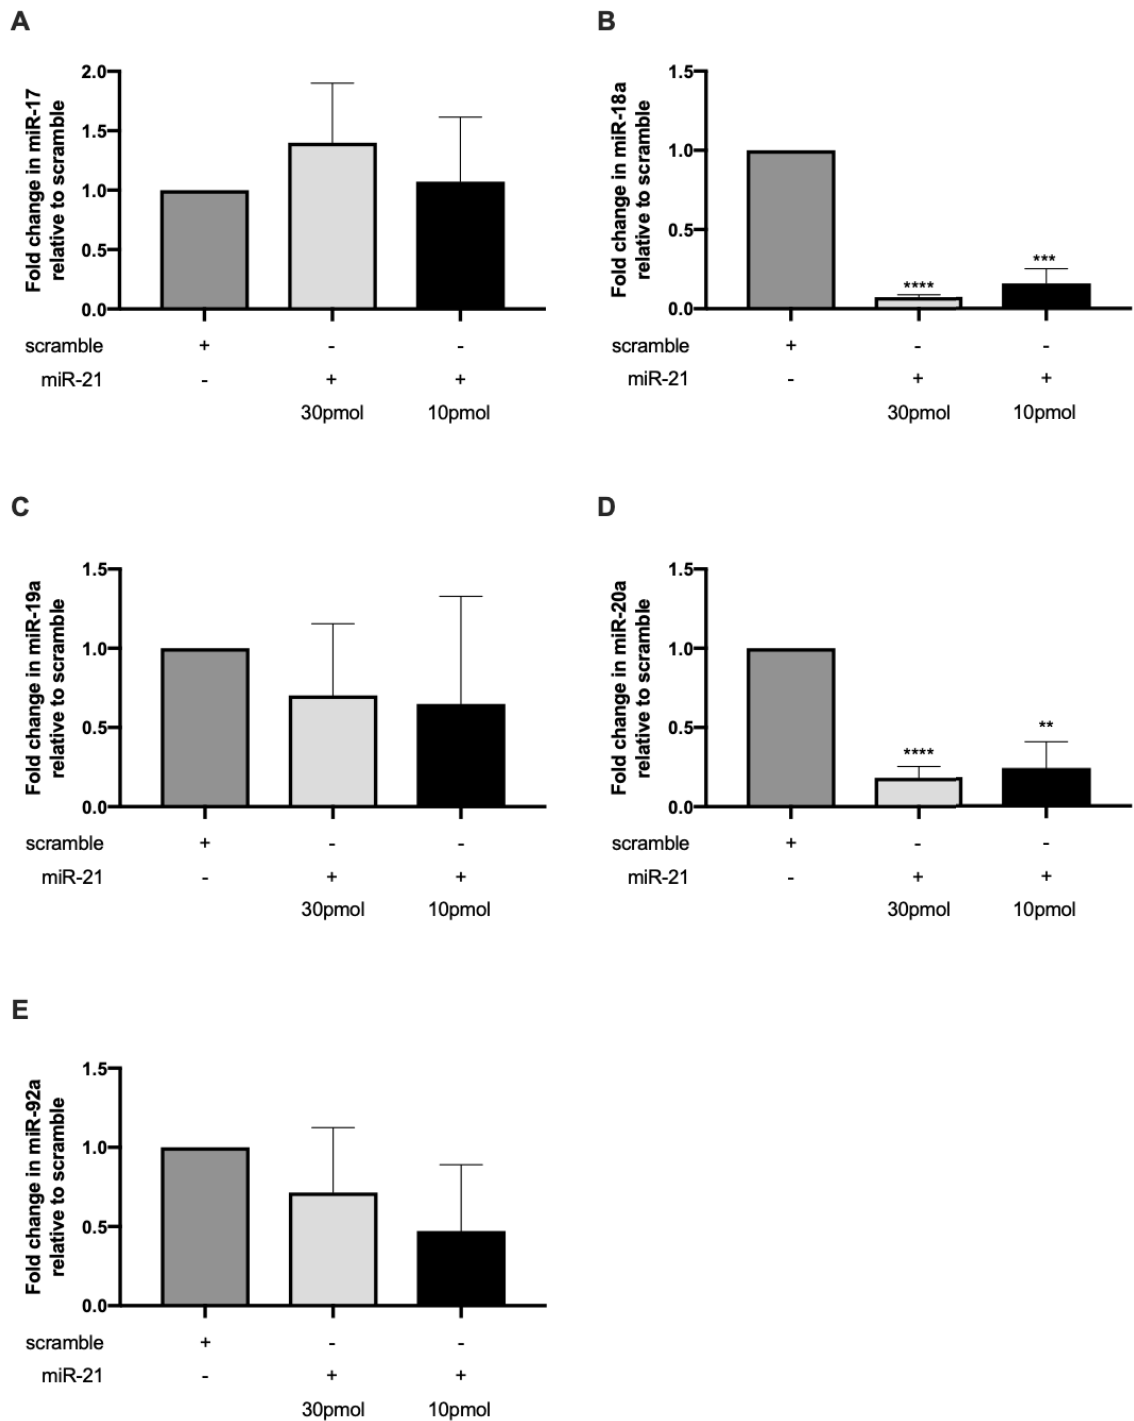 A
Fold change in miR-17
relative to scramble
2.0
1.5
1.0
0.5
0.0
scramble + - -
miR-21 - + +
30pmol 10pmol
B
Fold change in miR-18a
relative to scramble
1.5
1.0
0.5
0.0
****
***
scramble + - -
miR-21 - + +
30pmol 10pmol
C
Fold change in miR-19a
relative to scramble
1.5
1.0
0.5
0.0
scramble + - -
miR-21 - + +
30pmol 10pmol
D
Fold change in miR-20a
relative to scramble
1.5
1.0
0.5
0.0
****
**
scramble + - -
miR-21 - + +
30pmol 10pmol
E
Fold change in miR-92a
relative to scramble
1.5
1.0
0.5
0.0
scramble + - -
miR-21 - + +
30pmol 10pmol